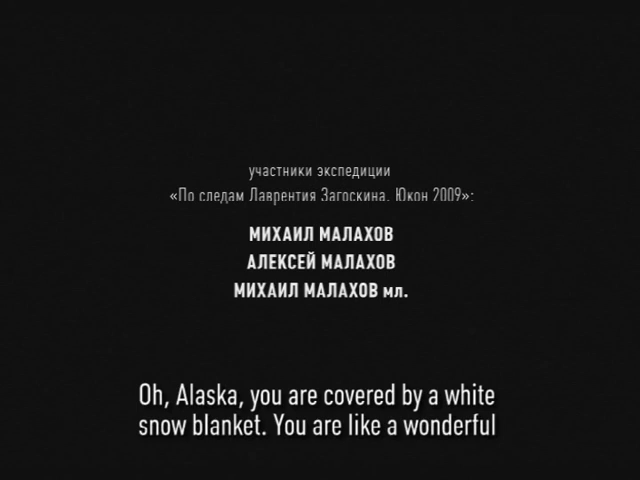 участники экспедиции
«По следам Лаврентия Загоскина. Юкон 2009»:
МИХАИЛ МАЛАХОВ
АЛЕКСЕЙ МАЛАХОВ
МИХАИЛ МАЛАХОВ мл.
Oh, Alaska, you are covered by a white
snow blanket. You are like a wonderful